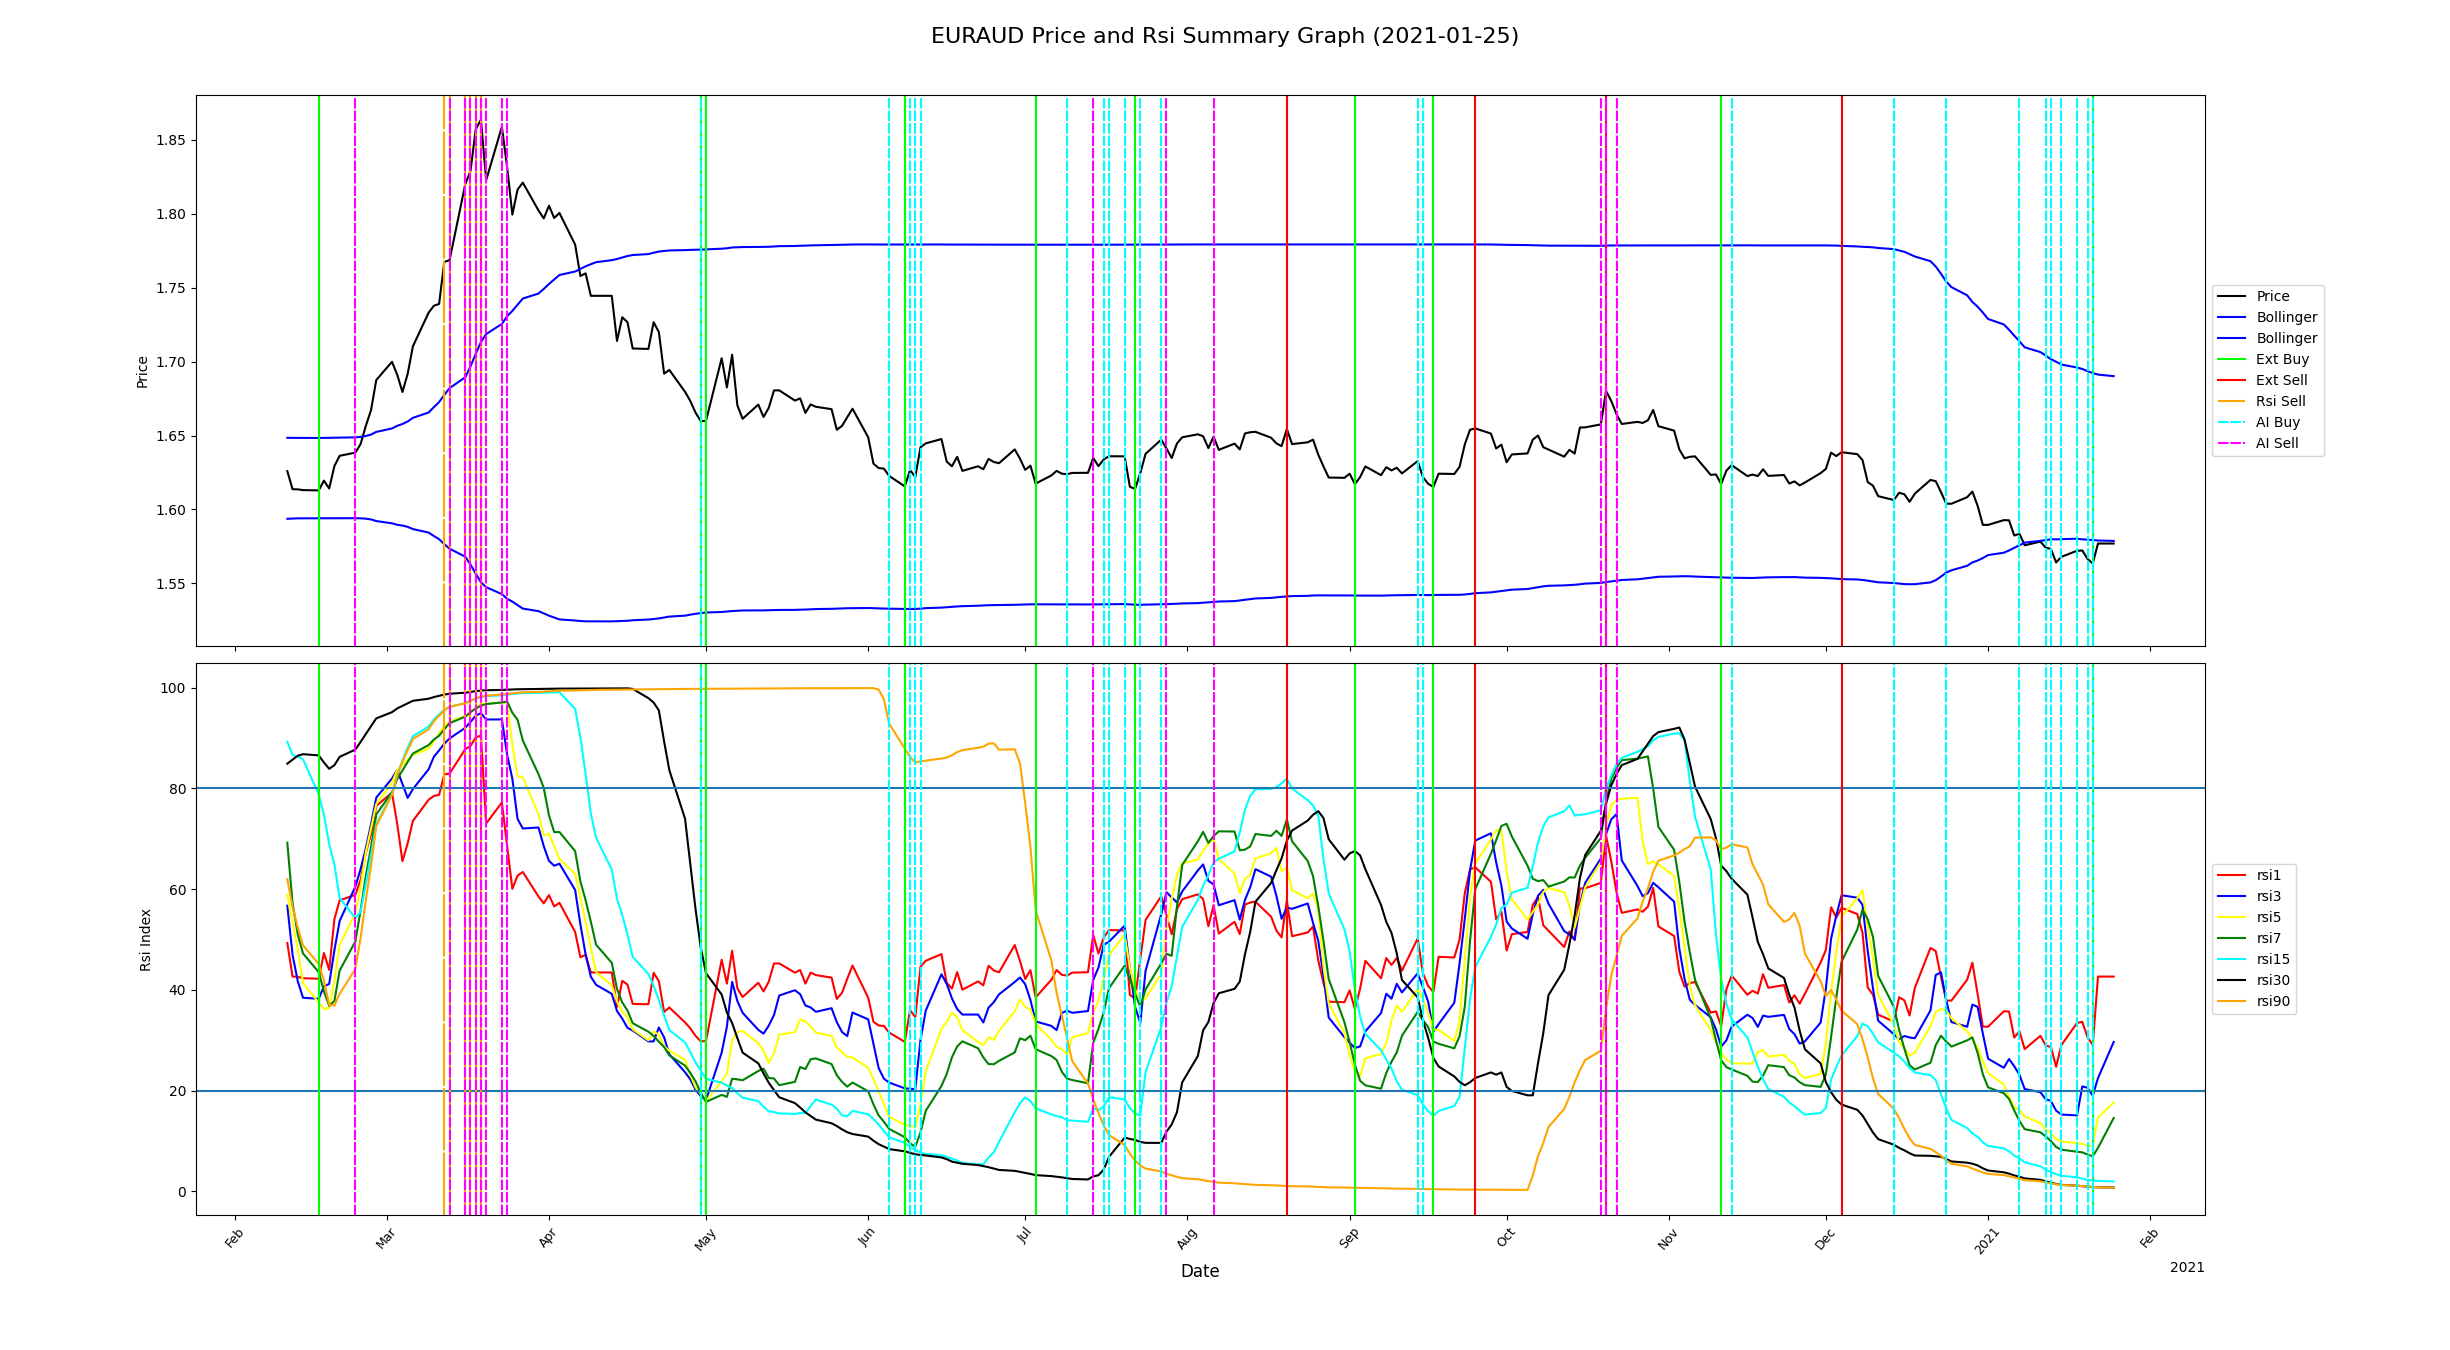 EURAUD Price and Rsi Summary Graph (2021-01-25)
Price
1.85
1.80
1.75
1.70
1.65
1.60
1.55
Price
Bollinger
Bollinger
Ext Buy
Ext Sell
Rsi Sell
AI Buy
AI Sell
Rsi Index
100
80
60
40
20
0
rsi1
rsi3
rsi5
rsi7
rsi15
rsi30
rsi90
Feb Mar Apr May Jun Jul Aug Sep Oct Nov Dec 2021 Feb
Date
2021